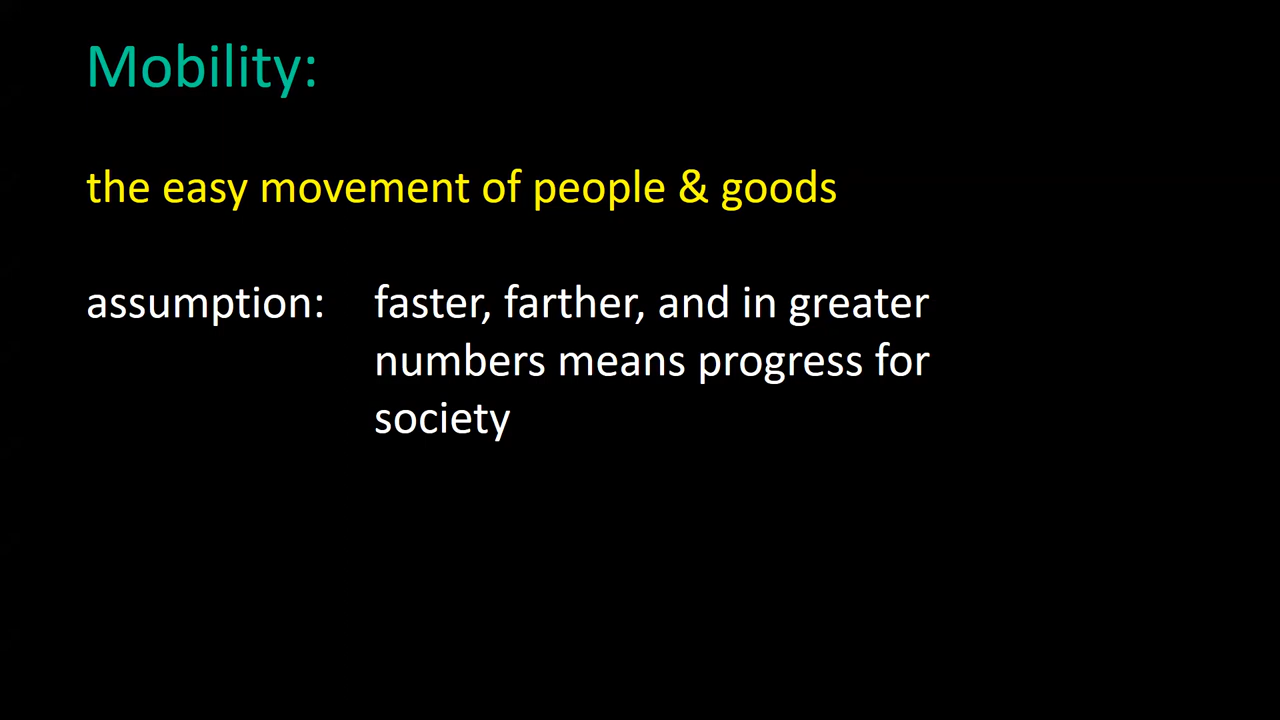 Mobility:
the easy movement of people & goods
assumption: faster, farther, and in greater
numbers means progress for
society